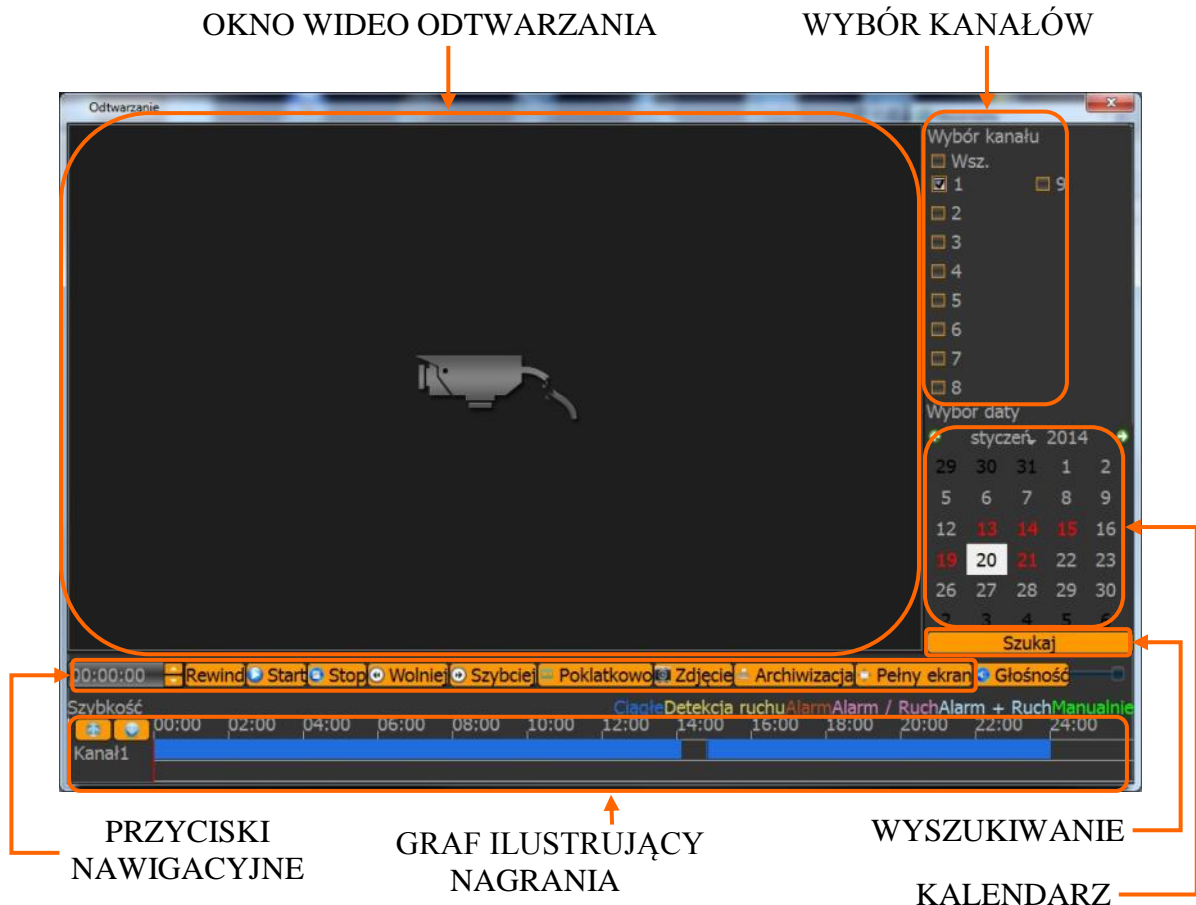 OKNO WIDEO ODTWARZANIA
WYBÓR KANAŁÓW
Odtwarzanie
Wybór kanału
Wsz.
1 9
2
3
4
5
6
7
8
Wybór daty
styczeń, 2014
29 30 31 1 2
5 6 7 8 9
12 13 14 15 16
19 20 21 22 23
26 27 28 29 30
2 3 4 5 6
Szukaj
00:00:00 Rewind Start Stop Wolniej Szybciej Poklatkowo Zdjęcie Archiwizacja Pełny ekran Głośność
Szybkość Ciągłe Detekcja ruchu Alarm Alarm / Ruch Alarm + Ruch Manualnie
00:00 02:00 04:00 06:00 08:00 10:00 12:00 14:00 16:00 18:00 20:00 22:00 24:00
Kanał1
PRZYCISKI
NAWIGACYJNE
GRAF ILUSTRUJĄCY
NAGRANIA
WYSZUKIWANIE
KALENDARZ